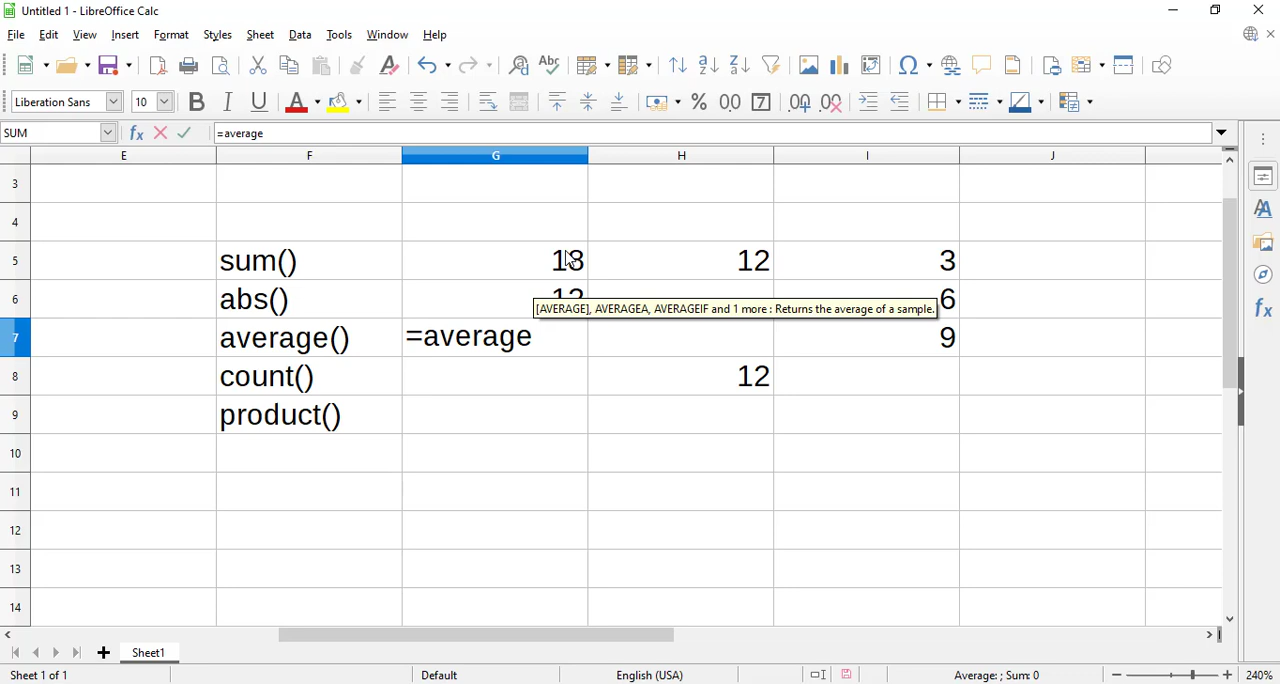 Untitled 1 - LibreOffice Calc
File Edit View Insert Format Styles Sheet Data Tools Window Help
Liberation Sans 10
SUM =average
E F G H I J
3
4
5 sum() 18 12 3
6 abs() 12 6
[AVERAGE], AVERAGEA, AVERAGEIF and 1 more : Returns the average of a sample.
7 average() =average 9
8 count() 12
9 product()
10
11
12
13
14
Sheet1
Sheet 1 of 1 Default English (USA) Average: ; Sum: 0 240%